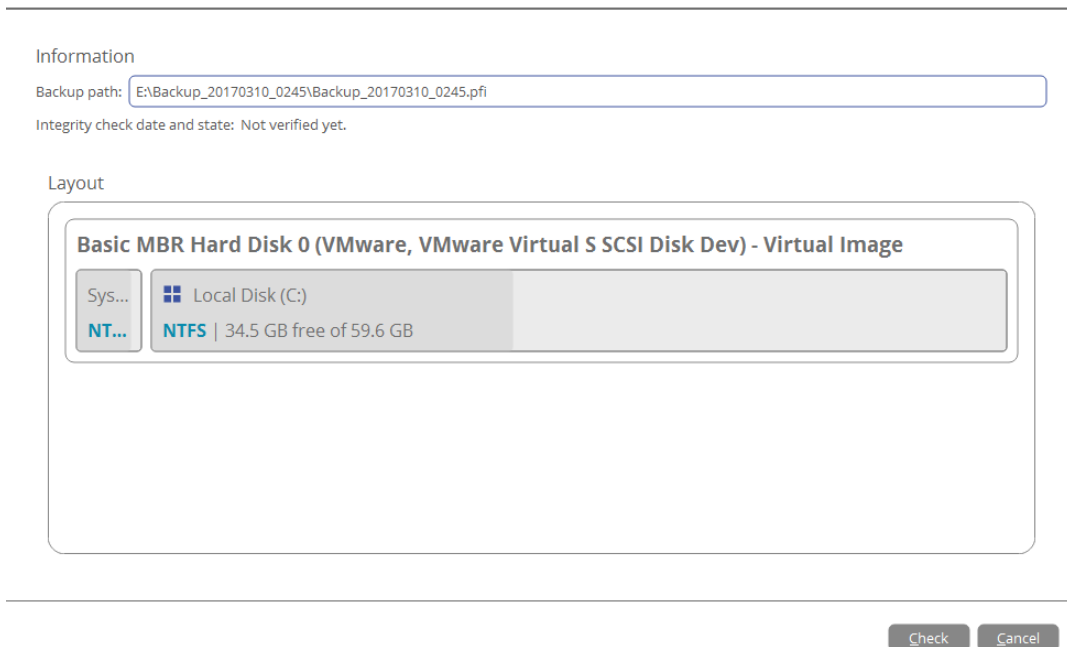 Information
Backup path: E:\Backup_20170310_0245\Backup_20170310_0245.pfi
Integrity check date and state: Not verified yet.
Layout
Basic MBR Hard Disk 0 (VMware, VMware Virtual S SCSI Disk Dev) - Virtual Image
Sys... Local Disk (C:)
NT... NTFS | 34.5 GB free of 59.6 GB
Check Cancel